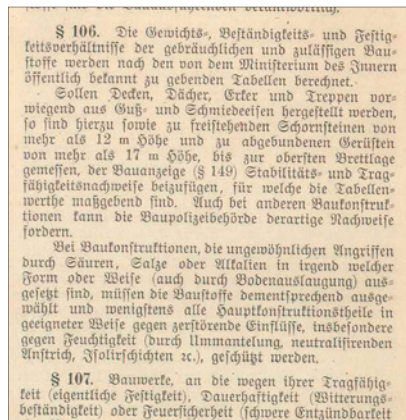 § 106. Die Gewichts-, Beständigkeits- und Festig-
keitsverhältnisse der gebräuchlichen und zulässigen Bau-
stoffe werden nach den von dem Ministerium des Innern
öffentlich bekannt zu gebenden Tabellen berechnet.
Sollen Decken, Dächer, Erker und Treppen vor-
wiegend aus Guß- und Schmiedeeisen hergestellt werden,
so sind hierzu sowie zu freistehenden Schornsteinen von
mehr als 12 m Höhe und zu abgebundenen Gerüsten
von mehr als 17 m Höhe, bis zur obersten Brettlage
gemessen, der Bauanzeige (§ 149) Stabilitäts- und Trag-
fähigkeitsnachweise beizufügen, für welche die Tabellen-
werthe maßgebend sind. Auch bei anderen Baukonstruk-
tionen kann die Baupolizeibehörde derartige Nachweise
fordern.
Bei Baukonstruktionen, die ungewöhnlichen Angriffen
durch Säuren, Salze oder Alkalien in irgend welcher
Form oder Weise (auch durch Bodenauslaugung) aus-
gesetzt sind, müssen die Baustoffe dementsprechend ausge-
wählt und wenigstens alle Hauptkonstruktionstheile in
geeigneter Weise gegen zerstörende Einflüsse, insbesondere
gegen Feuchtigkeit (durch Ummantelung, neutralisirenden
Anstrich, Isolirschichten ꝛc.), geschützt werden.
§ 107. Bauwerke, an die wegen ihrer Tragfähig-
keit (eigentliche Festigkeit), Dauerhaftigkeit (Witterungs-
beständigkeit) oder Feuersicherheit (schwere Entzündbarkeit